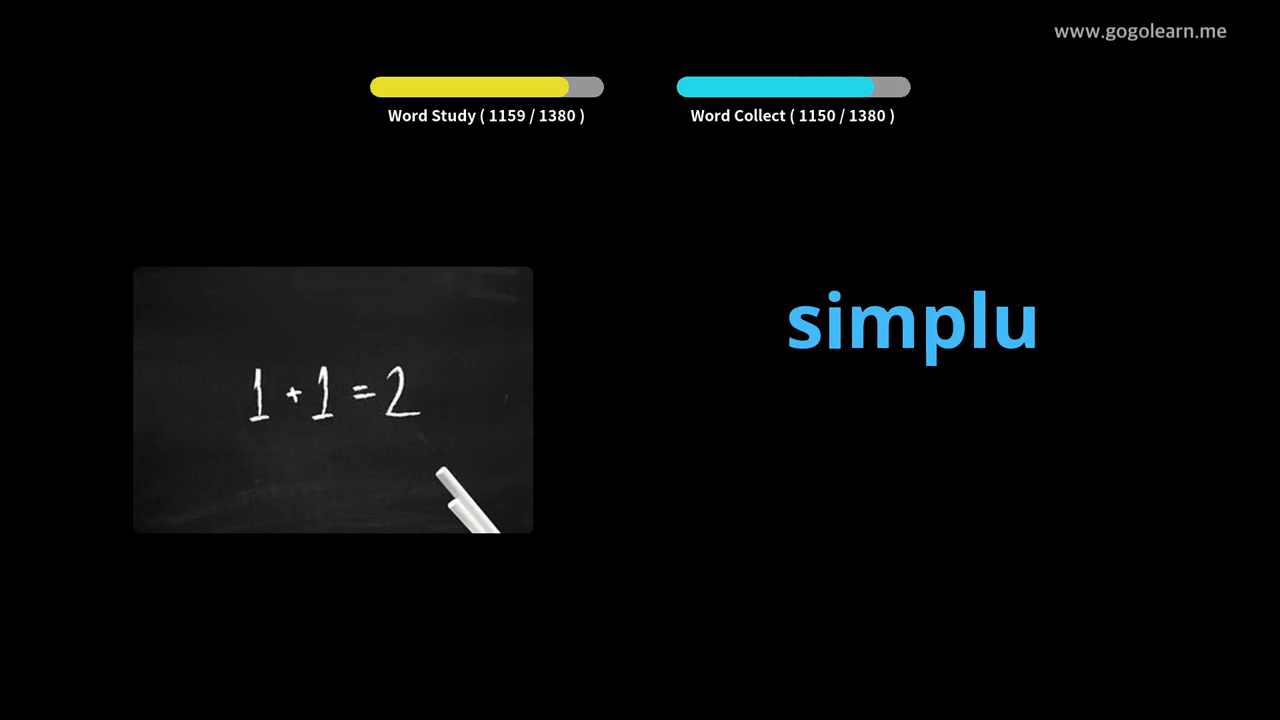 www.gogolearn.me
Word Study ( 1159 / 1380 )
Word Collect ( 1150 / 1380 )
simplu
1 + 1 = 2